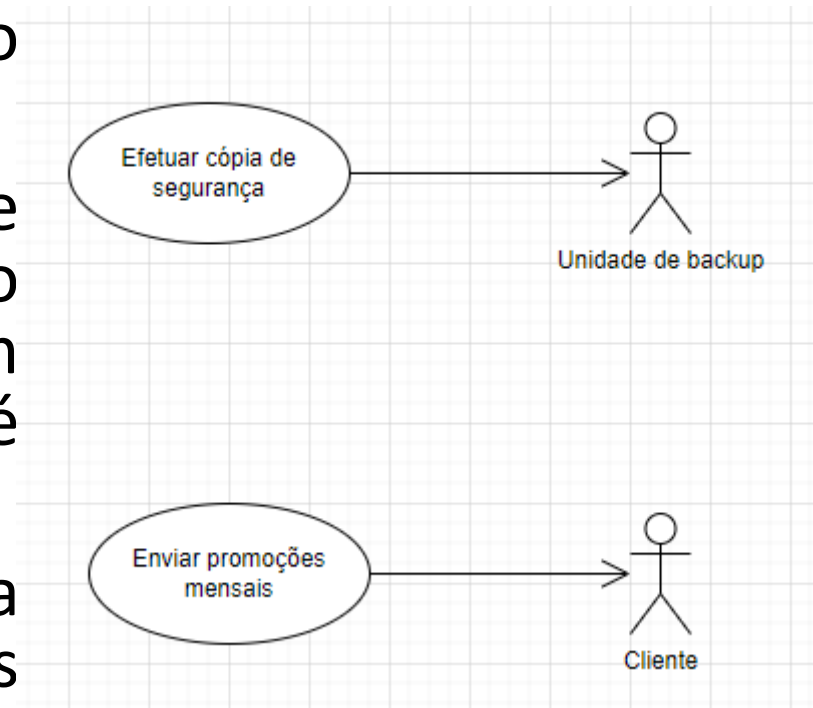 o
Efetuar cópia de
segurança
e
Unidade de backup
o
m
é
Enviar promoções
mensais
a
Cliente
s